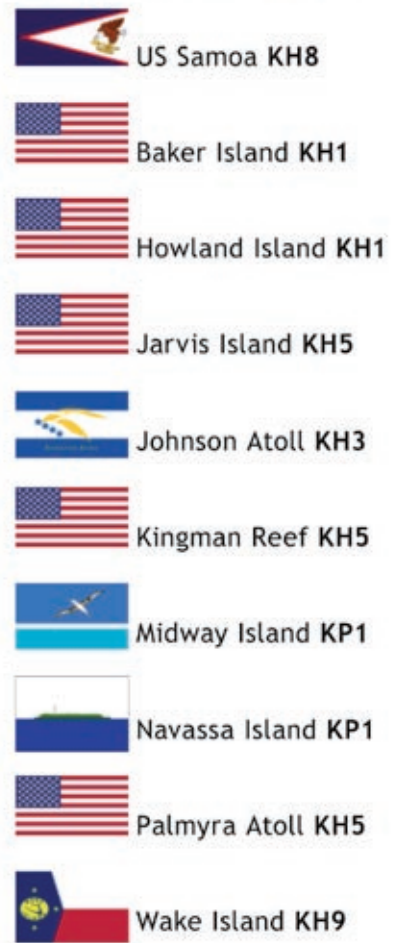 US Samoa KH8
Baker Island KH1
Howland Island KH1
Jarvis Island KH5
Johnson Atoll KH3
Kingman Reef KH5
Midway Island KP1
Navassa Island KP1
Palmyra Atoll KH5
Wake Island KH9